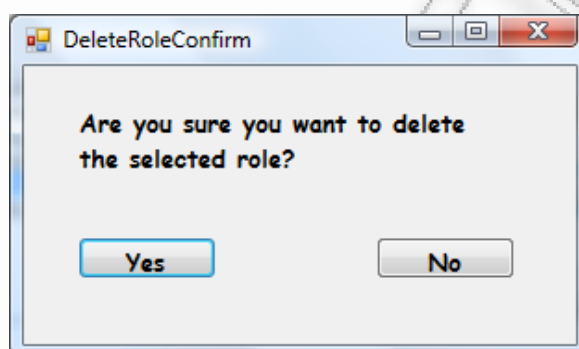 DeleteRoleConfirm
Are you sure you want to delete
the selected role?
Yes
No